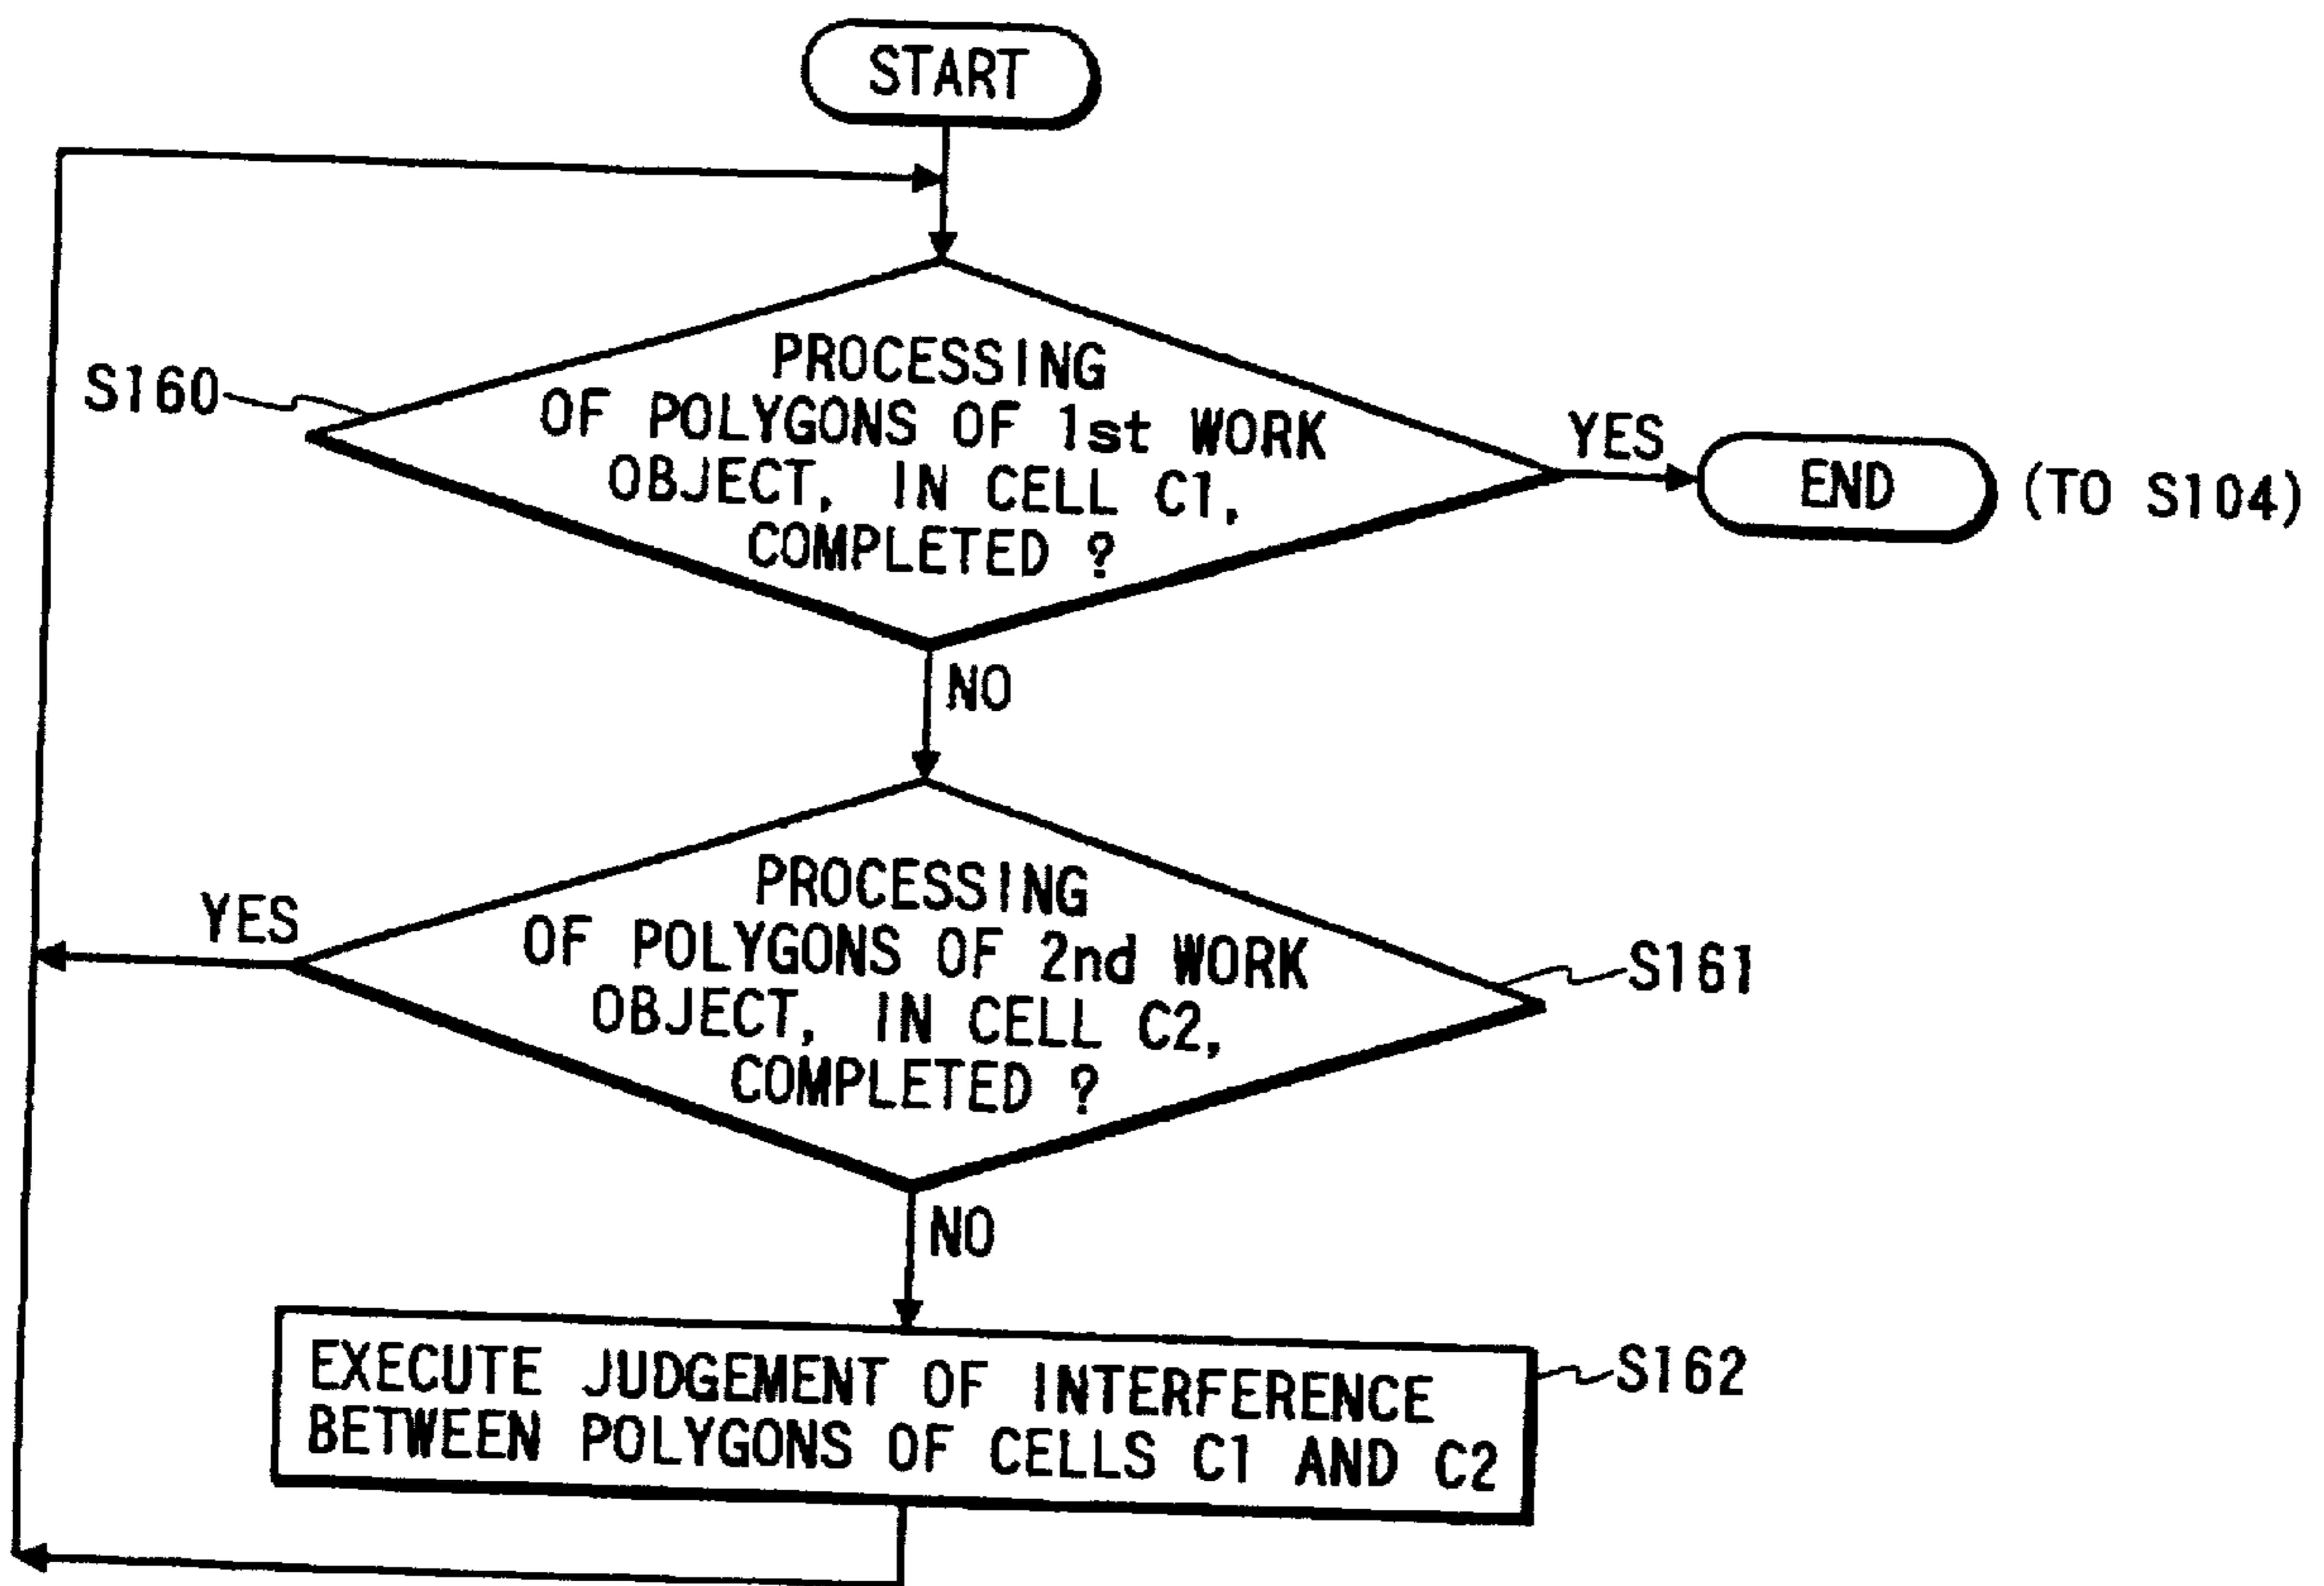 START
S160
PROCESSING
OF POLYGONS OF 1st WORK
OBJECT, IN CELL C1,
COMPLETED ?
YES
END
(TO S104)
NO
YES
PROCESSING
OF POLYGONS OF 2nd WORK
OBJECT, IN CELL C2,
COMPLETED ?
S161
NO
EXECUTE JUDGEMENT OF INTERFERENCE
BETWEEN POLYGONS OF CELLS C1 AND C2
S162